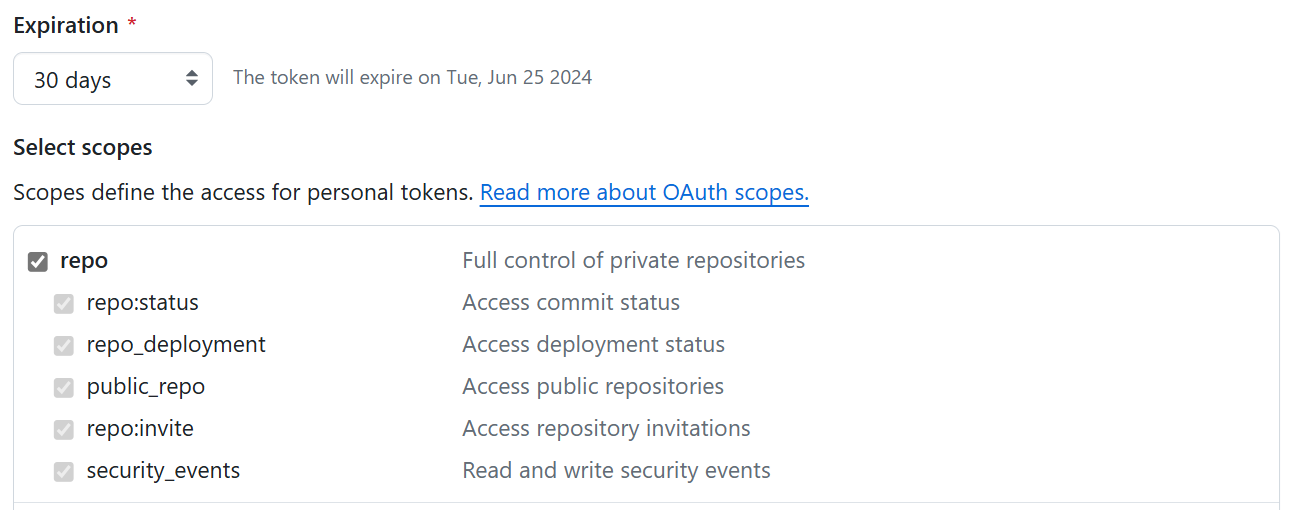 Expiration *
30 days The token will expire on Tue, Jun 25 2024
Select scopes
Scopes define the access for personal tokens. Read more about OAuth scopes.
repo Full control of private repositories
repo:status Access commit status
repo_deployment Access deployment status
public_repo Access public repositories
repo:invite Access repository invitations
security_events Read and write security events